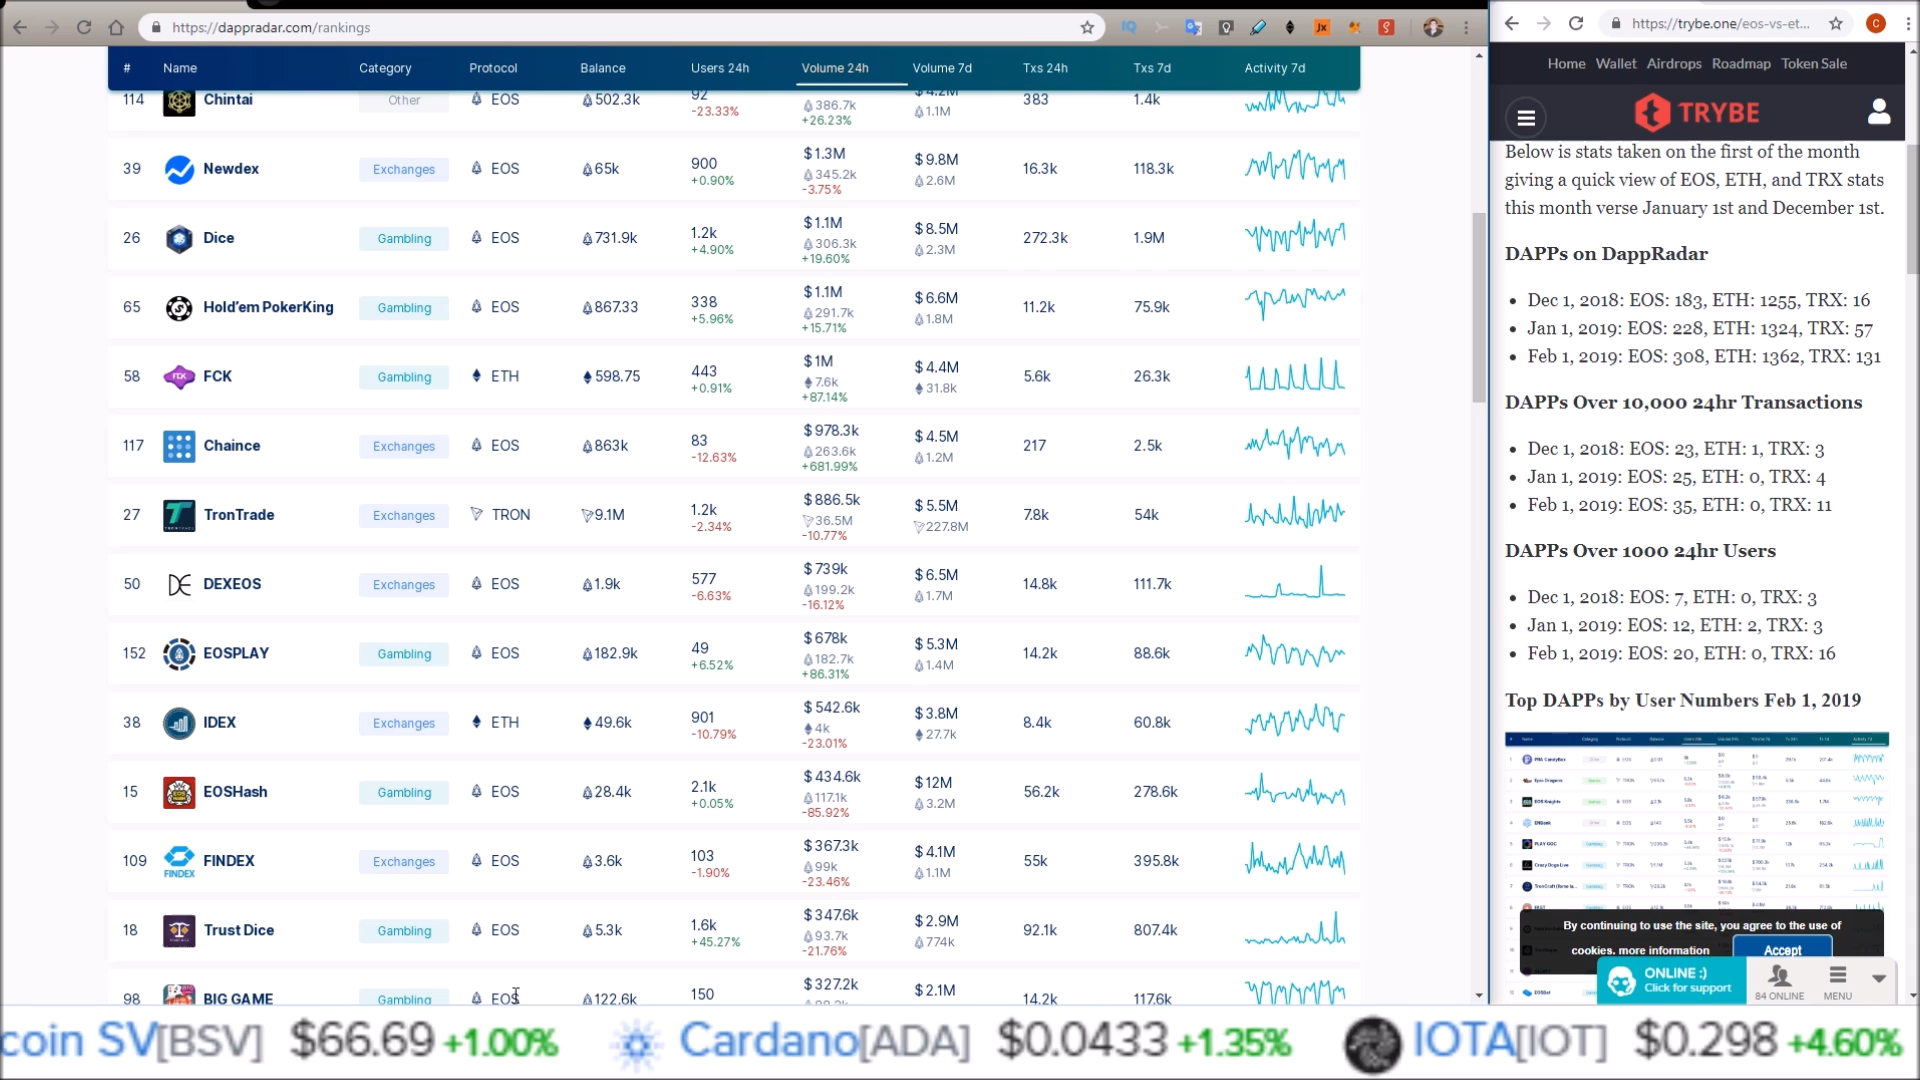 https://dappradar.com/rankings
# Name Category Protocol Balance Users 24h Volume 24h Volume 7d Txs 24h Txs 7d Activity 7d
114 Chintai Other EOS 502.3k 92 -23.33% 386.7k +26.23% $4.2M 1.1M 383 1.4k
39 Newdex Exchanges EOS 65k 900 +0.90% $1.3M 345.2k -3.75% $9.8M 2.6M 16.3k 118.3k
26 Dice Gambling EOS 731.9k 1.2k +4.90% $1.1M 306.3k +19.60% $8.5M 2.3M 272.3k 1.9M
65 Hold'em PokerKing Gambling EOS 867.33 338 +5.96% $1.1M 291.7k +15.71% $6.6M 1.8M 11.2k 75.9k
58 FCK Gambling ETH 598.75 443 +0.91% $1M 7.6k +87.14% $4.4M 31.8k 5.6k 26.3k
117 Chaince Exchanges EOS 863k 83 -12.63% $978.3k 263.6k +681.99% $4.5M 1.2M 217 2.5k
27 TronTrade Exchanges TRON 9.1M 1.2k -2.34% $886.5k 36.5M -10.77% $5.5M 227.8M 7.8k 54k
50 DEXEOS Exchanges EOS 1.9k 577 -6.63% $739k 199.2k -16.12% $6.5M 1.7M 14.8k 111.7k
152 EOSPLAY Gambling EOS 182.9k 49 +6.52% $678k 182.7k +86.31% $5.3M 1.4M 14.2k 88.6k
38 IDEX Exchanges ETH 49.6k 901 -10.79% $542.6k 4k -23.01% $3.8M 27.7k 8.4k 60.8k
15 EOSHash Gambling EOS 28.4k 2.1k +0.05% $434.6k 117.1k -85.92% $12M 3.2M 56.2k 278.6k
109 FINDEX FINDEX Exchanges EOS 3.6k 103 -1.90% $367.3k 99k -23.46% $4.1M 1.1M 55k 395.8k
18 Trust Dice Gambling EOS 5.3k 1.6k +45.27% $347.6k 93.7k -21.76% $2.9M 774k 92.1k 807.4k
98 BIG GAME Gambling EOS 122.6k 150 $327.2k $2.1M 14.2k 117.6k
https://trybe.one/eos-vs-et...
Home Wallet Airdrops Roadmap Token Sale
TRYBE
Below is stats taken on the first of the month
giving a quick view of EOS, ETH, and TRX stats
this month verse January 1st and December 1st.
DAPPs on DappRadar
• Dec 1, 2018: EOS: 183, ETH: 1255, TRX: 16
• Jan 1, 2019: EOS: 228, ETH: 1324, TRX: 57
• Feb 1, 2019: EOS: 308, ETH: 1362, TRX: 131
DAPPs Over 10,000 24hr Transactions
• Dec 1, 2018: EOS: 23, ETH: 1, TRX: 3
• Jan 1, 2019: EOS: 25, ETH: 0, TRX: 4
• Feb 1, 2019: EOS: 35, ETH: 0, TRX: 11
DAPPs Over 1000 24hr Users
• Dec 1, 2018: EOS: 7, ETH: 0, TRX: 3
• Jan 1, 2019: EOS: 12, ETH: 2, TRX: 3
• Feb 1, 2019: EOS: 20, ETH: 0, TRX: 16
Top DAPPs by User Numbers Feb 1, 2019
By continuing to use the site, you agree to the use of
cookies. more information Accept
ONLINE :)
Click for support
84 ONLINE MENU
coin SV[BSV] $66.69 +1.00% Cardano[ADA] $0.0433 +1.35% IOTA[IOT] $0.298 +4.60%